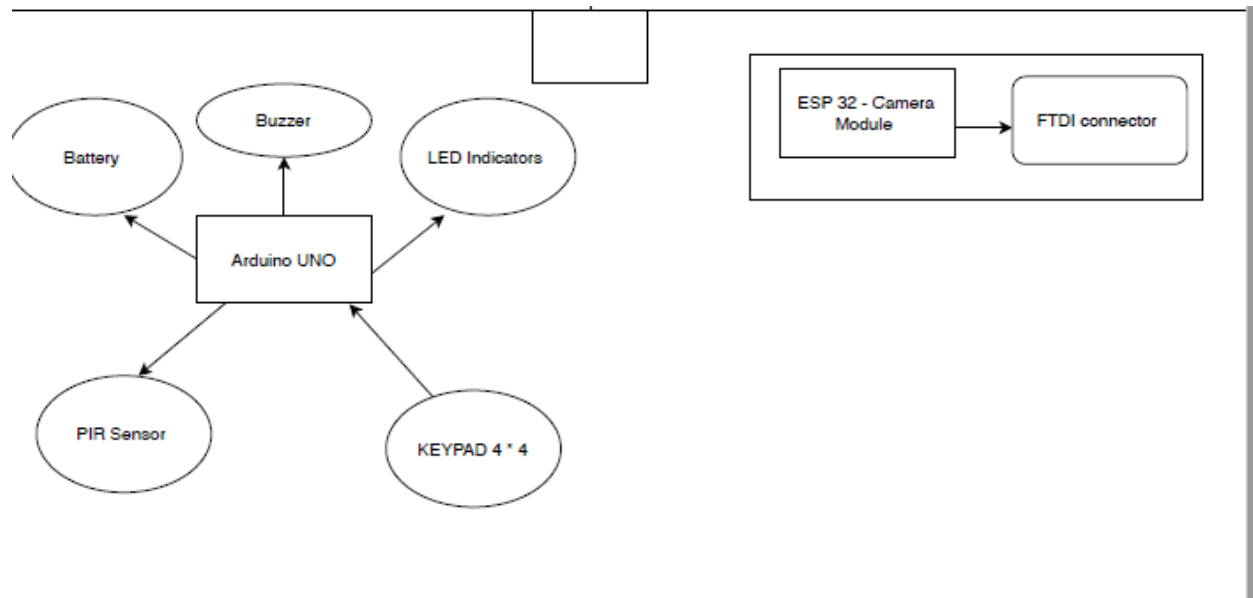 ESP 32 - Camera
Module
FTDI connector
Buzzer
Battery
LED Indicators
Arduino UNO
PIR Sensor
KEYPAD 4 * 4